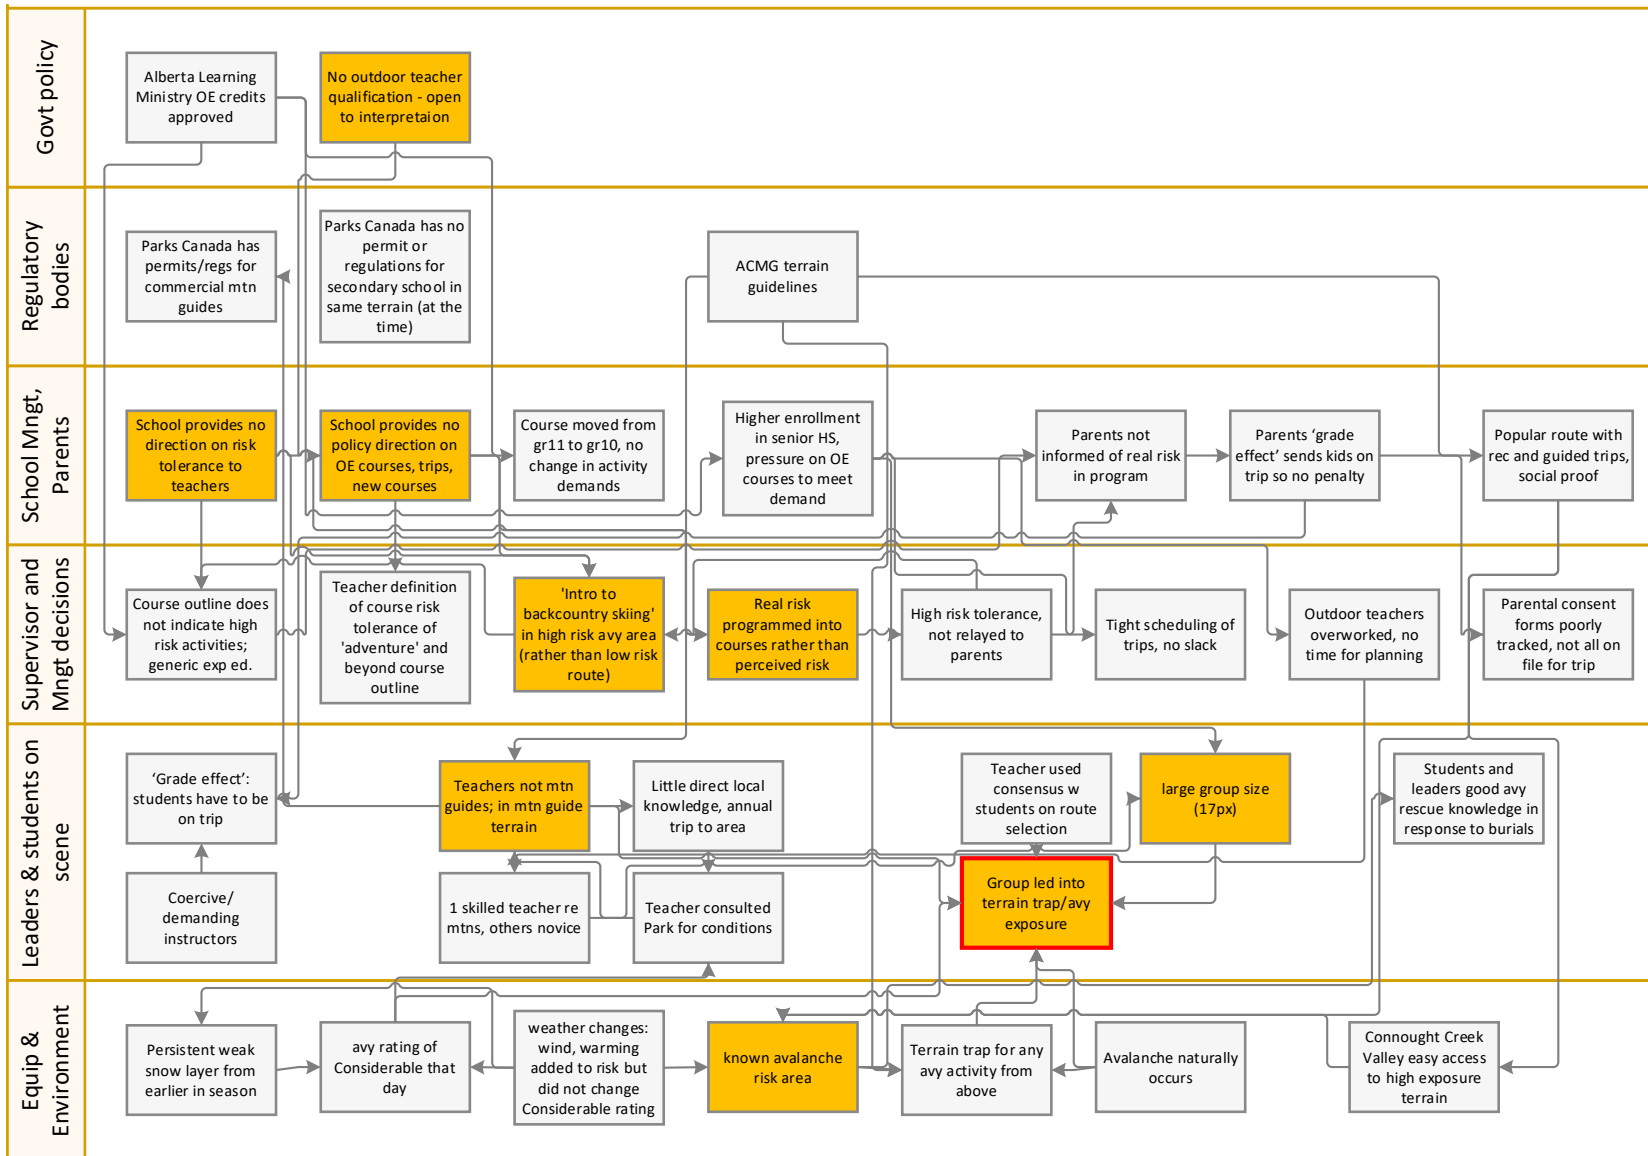 Govt policy
Alberta Learning
Ministry OE credits
approved
No outdoor teacher
qualification - open
to interpretaion
Regulatory
bodies
Parks Canada has
permits/regs for
commercial mtn
guides
Parks Canada has no
permit or
regulations for
secondary school in
same terrain (at the
time)
ACMG terrain
guidelines
School Mngt,
Parents
School provides no
direction on risk
tolerance to
teachers
School provides no
policy direction on
OE courses, trips,
new courses
Course moved from
gr11 to gr10, no
change in activity
demands
Higher enrollment
in senior HS,
pressure on OE
courses to meet
demand
Parents not
informed of real risk
in program
Parents ‘grade
effect’ sends kids on
trip so no penalty
Popular route with
rec and guided trips,
social proof
Supervisor and
Mngt decisions
Course outline does
not indicate high
risk activities;
generic exp ed.
Teacher definition
of course risk
tolerance of
'adventure' and
beyond course
outline
'Intro to
backcountry skiing'
in high risk avy area
(rather than low risk
route)
Real risk
programmed into
courses rather than
perceived risk
High risk tolerance,
not relayed to
parents
Tight scheduling of
trips, no slack
Outdoor teachers
overworked, no
time for planning
Parental consent
forms poorly
tracked, not all on
file for trip
Leaders & students on
scene
‘Grade effect’:
students have to be
on trip
Teachers not mtn
guides; in mtn guide
terrain
Little direct local
knowledge, annual
trip to area
Teacher used
consensus w
students on route
selection
large group size
(17px)
Students and
leaders good avy
rescue knowledge in
response to burials
Coercive/
demanding
instructors
1 skilled teacher re
mtns, others novice
Teacher consulted
Park for conditions
Group led into
terrain trap/avy
exposure
Equip &
Environment
Persistent weak
snow layer from
earlier in season
avy rating of
Considerable that
day
weather changes:
wind, warming
added to risk but
did not change
Considerable rating
known avalanche
risk area
Terrain trap for any
avy activity from
above
Avalanche naturally
occurs
Connought Creek
Valley easy access
to high exposure
terrain